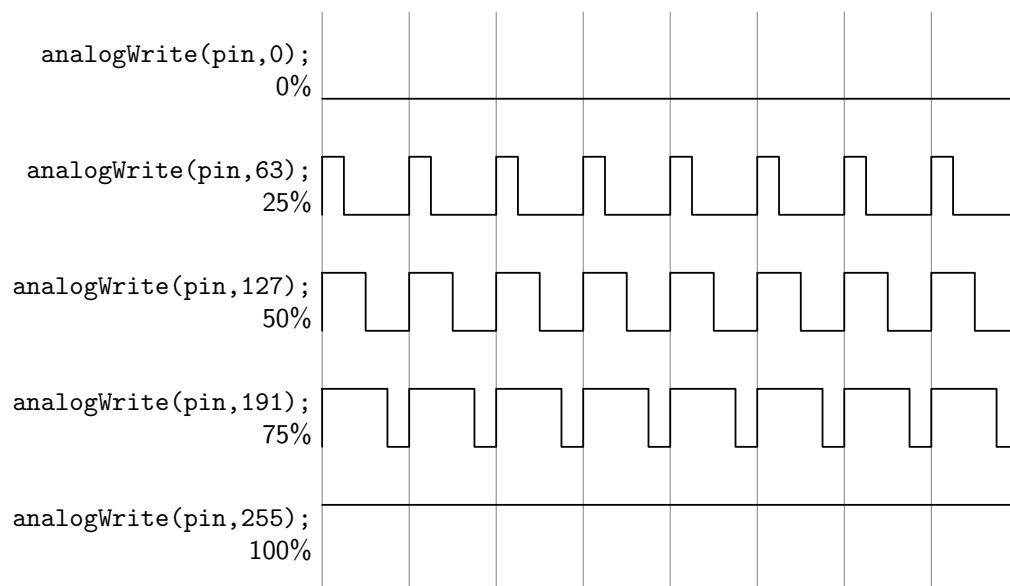 analogWrite(pin,0);
0%
analogWrite(pin,63);
25%
analogWrite(pin,127);
50%
analogWrite(pin,191);
75%
analogWrite(pin,255);
100%